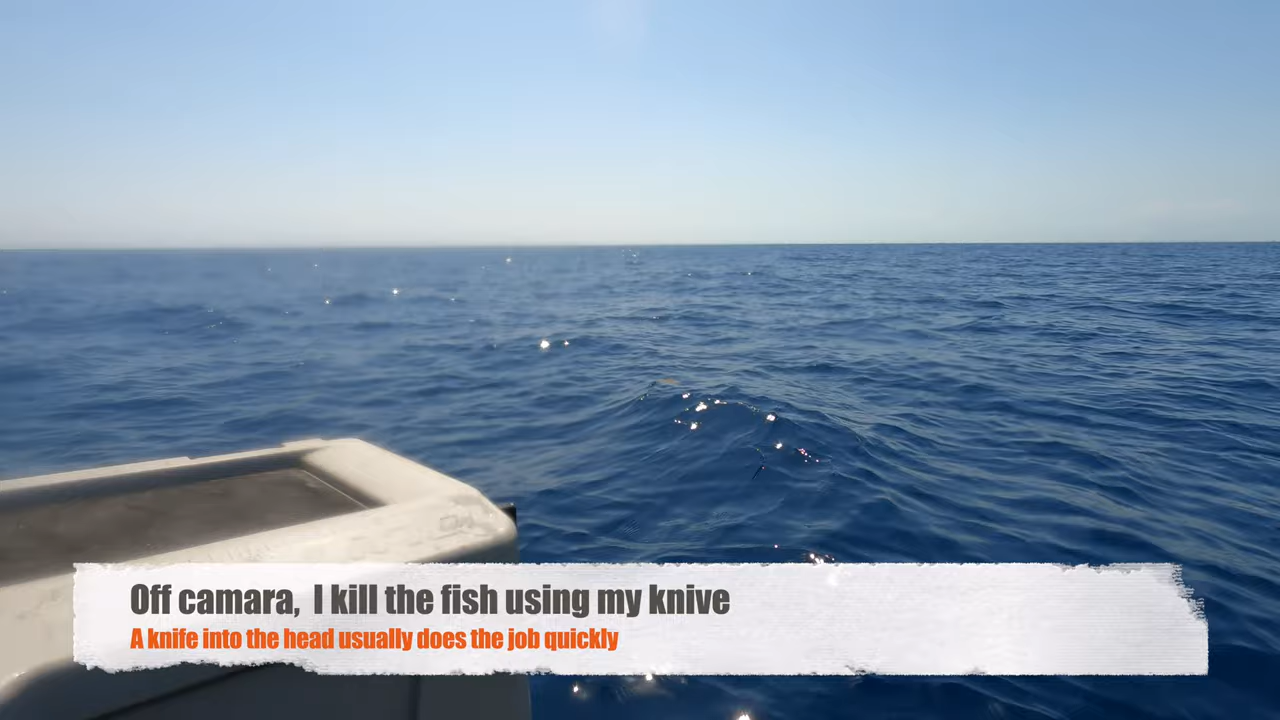 Off camara,  I kill the fish using my knive
A knife into the head usually does the job quickly